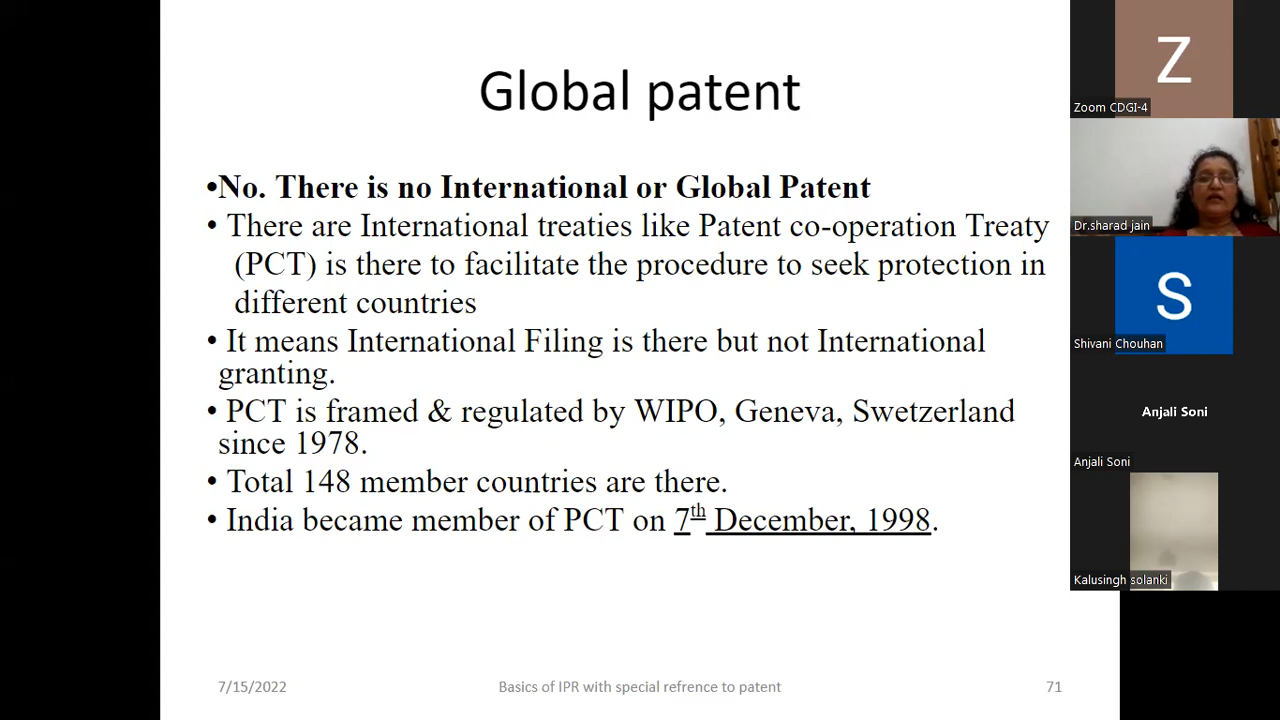 Global patent
•No. There is no International or Global Patent
• There are International treaties like Patent co-operation Treaty
(PCT) is there to facilitate the procedure to seek protection in
different countries
• It means International Filing is there but not International
granting.
• PCT is framed & regulated by WIPO, Geneva, Swetzerland
since 1978.
• Total 148 member countries are there.
• India became member of PCT on 7th December, 1998.
7/15/2022
Basics of IPR with special refrence to patent
71
Z
Zoom CDGI-4
Dr.sharad jain
S
Shivani Chouhan
Anjali Soni
Anjali Soni
Kalusingh solanki